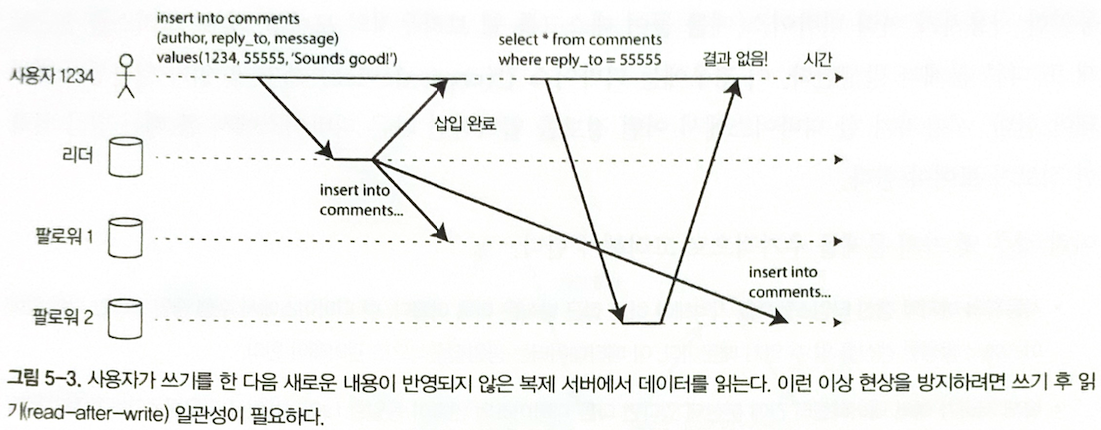 insert into comments
(author, reply_to, message)
values(1234, 55555, 'Sounds good!')
select * from comments
where reply_to = 55555
결과 없음!
시간
사용자 1234
삽입 완료
리더
insert into
comments...
팔로워 1
insert into
comments...
팔로워 2
그림 5-3. 사용자가 쓰기를 한 다음 새로운 내용이 반영되지 않은 복제 서버에서 데이터를 읽는다. 이런 이상 현상을 방지하려면 쓰기 후 읽
기(read-after-write) 일관성이 필요하다.